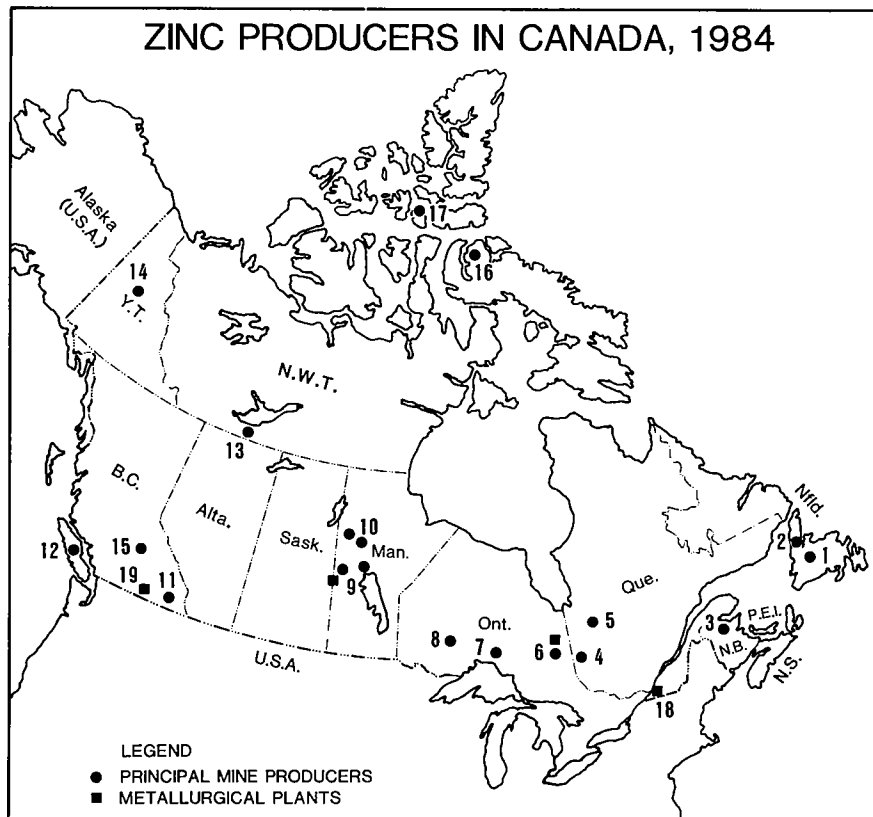 ZINC PRODUCERS IN CANADA, 1984
Alaska
(U.S.A.)
17
16
14
Y.T.
N.W.T.
13
B.C.
Alta.
Sask.
10
Man.
9
12
15
19
11
U.S.A.
Nfld.
2
1
Que.
5
Ont.
8
7
6
4
3
P.E.I.
N.B.
N.S.
18
LEGEND
PRINCIPAL MINE PRODUCERS
METALLURGICAL PLANTS